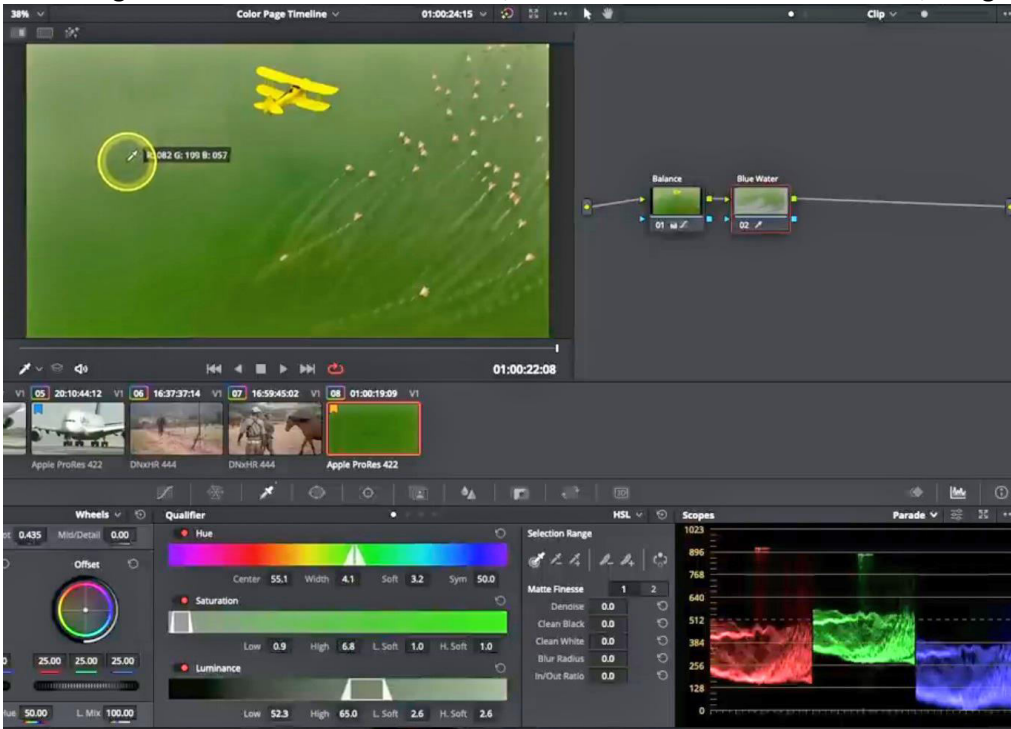 38% Color Page Timeline 01:00:24:15 Clip
R: 082 G: 109 B: 057
Balance Blue Water
01 02
01:00:22:08
V1 05 20:10:44:12 V1 06 16:37:37:14 V1 07 16:59:45:02 V1 08 01:00:19:09 V1
Apple ProRes 422 DNxHR 444 DNxHR 444 Apple ProRes 422
Wheels Qualifier HSL Scopes Parade
0.435 Mid/Detail 0.00 Hue Selection Range 1023
Offset 896
Center 55.1 Width 4.1 Soft 3.2 Sym 50.0 768
Saturation Matte Finesse 1 2 640
Denoise 0.0
Clean Black 0.0 512
Low 0.9 High 6.8 L. Soft 1.0 H. Soft 1.0 Clean White 0.0 384
25.00 25.00 25.00 Luminance Blur Radius 0.0 256
In/Out Ratio 0.0
128
Hue 50.00 L. Mix 100.00 Low 52.3 High 65.0 L. Soft 2.6 H. Soft 2.6 0